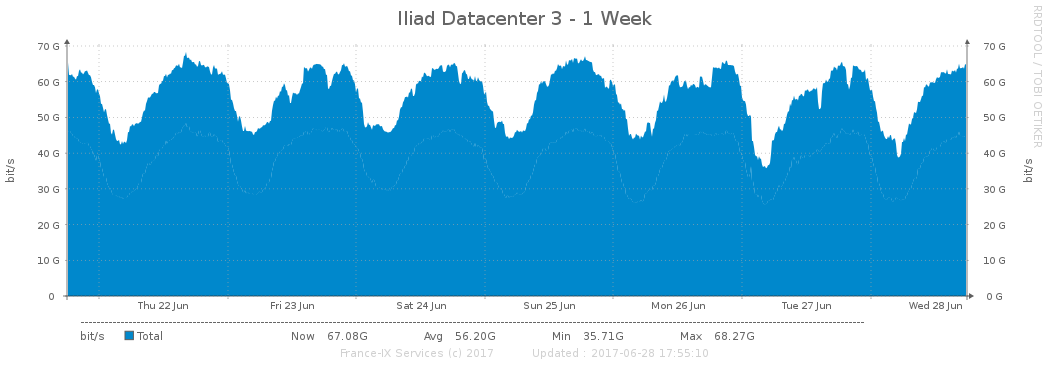 Iliad Datacenter 3 - 1 Week
RRDTOOL / TOBI OETIKER
70 G 70 G
60 G 60 G
50 G 50 G
40 G 40 G
30 G 30 G
20 G 20 G
10 G 10 G
0 0 G
bit/s bit/s
Thu 22 Jun Fri 23 Jun Sat 24 Jun Sun 25 Jun Mon 26 Jun Tue 27 Jun Wed 28 Jun
bit/s Total Now 67.08G Avg 56.20G Min 35.71G Max 68.27G
France-IX Services (c) 2017 Updated : 2017-06-28 17:55:10